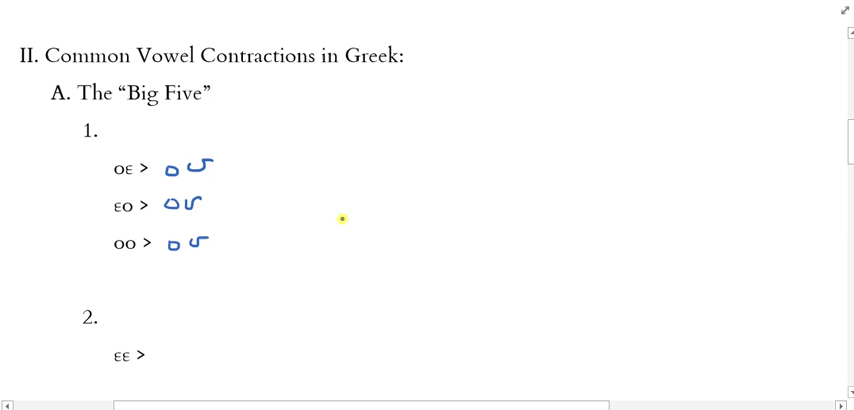 II. Common Vowel Contractions in Greek:
A. The “Big Five”
1.
οε > ου
εο > ου
οο > ου
2.
εε >